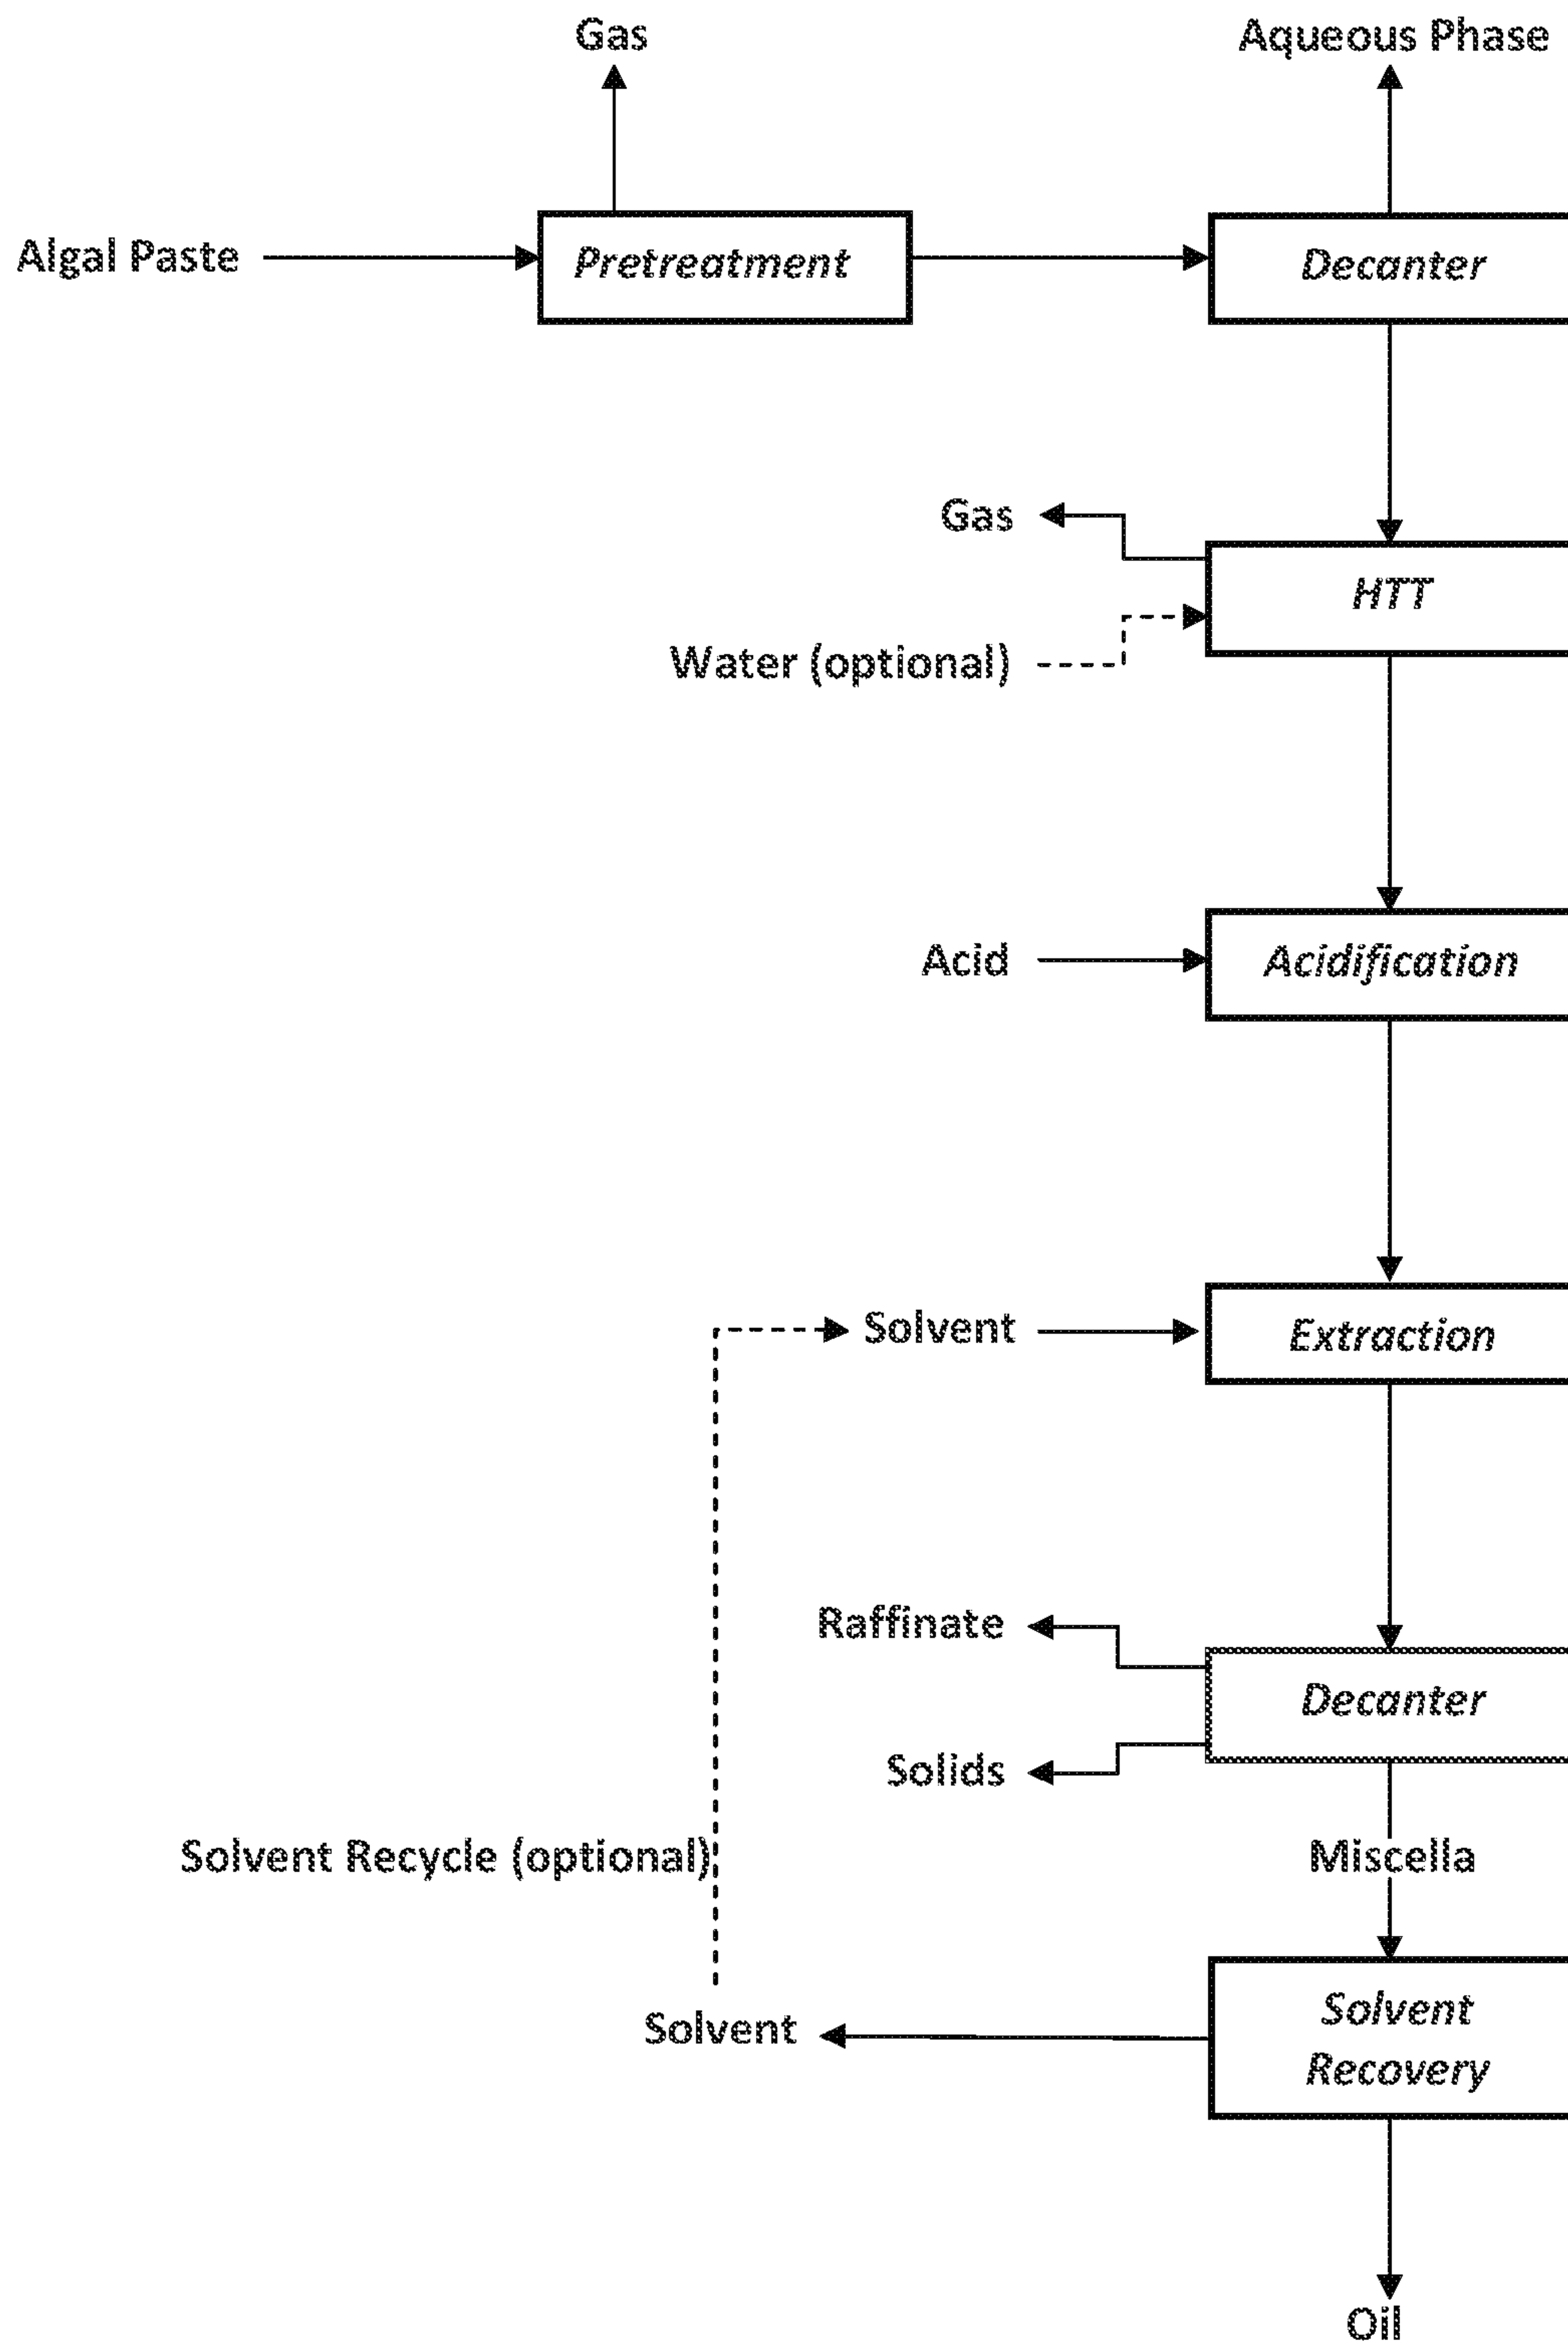 Gas
Aqueous Phase
Algal Paste
Pretreatment
Decanter
Gas
HTT
Water (optional)
Acid
Acidification
Solvent
Extraction
Raffinate
Decanter
Solids
Solvent Recycle (optional)
Miscella
Solvent
Solvent
Recovery
Oil